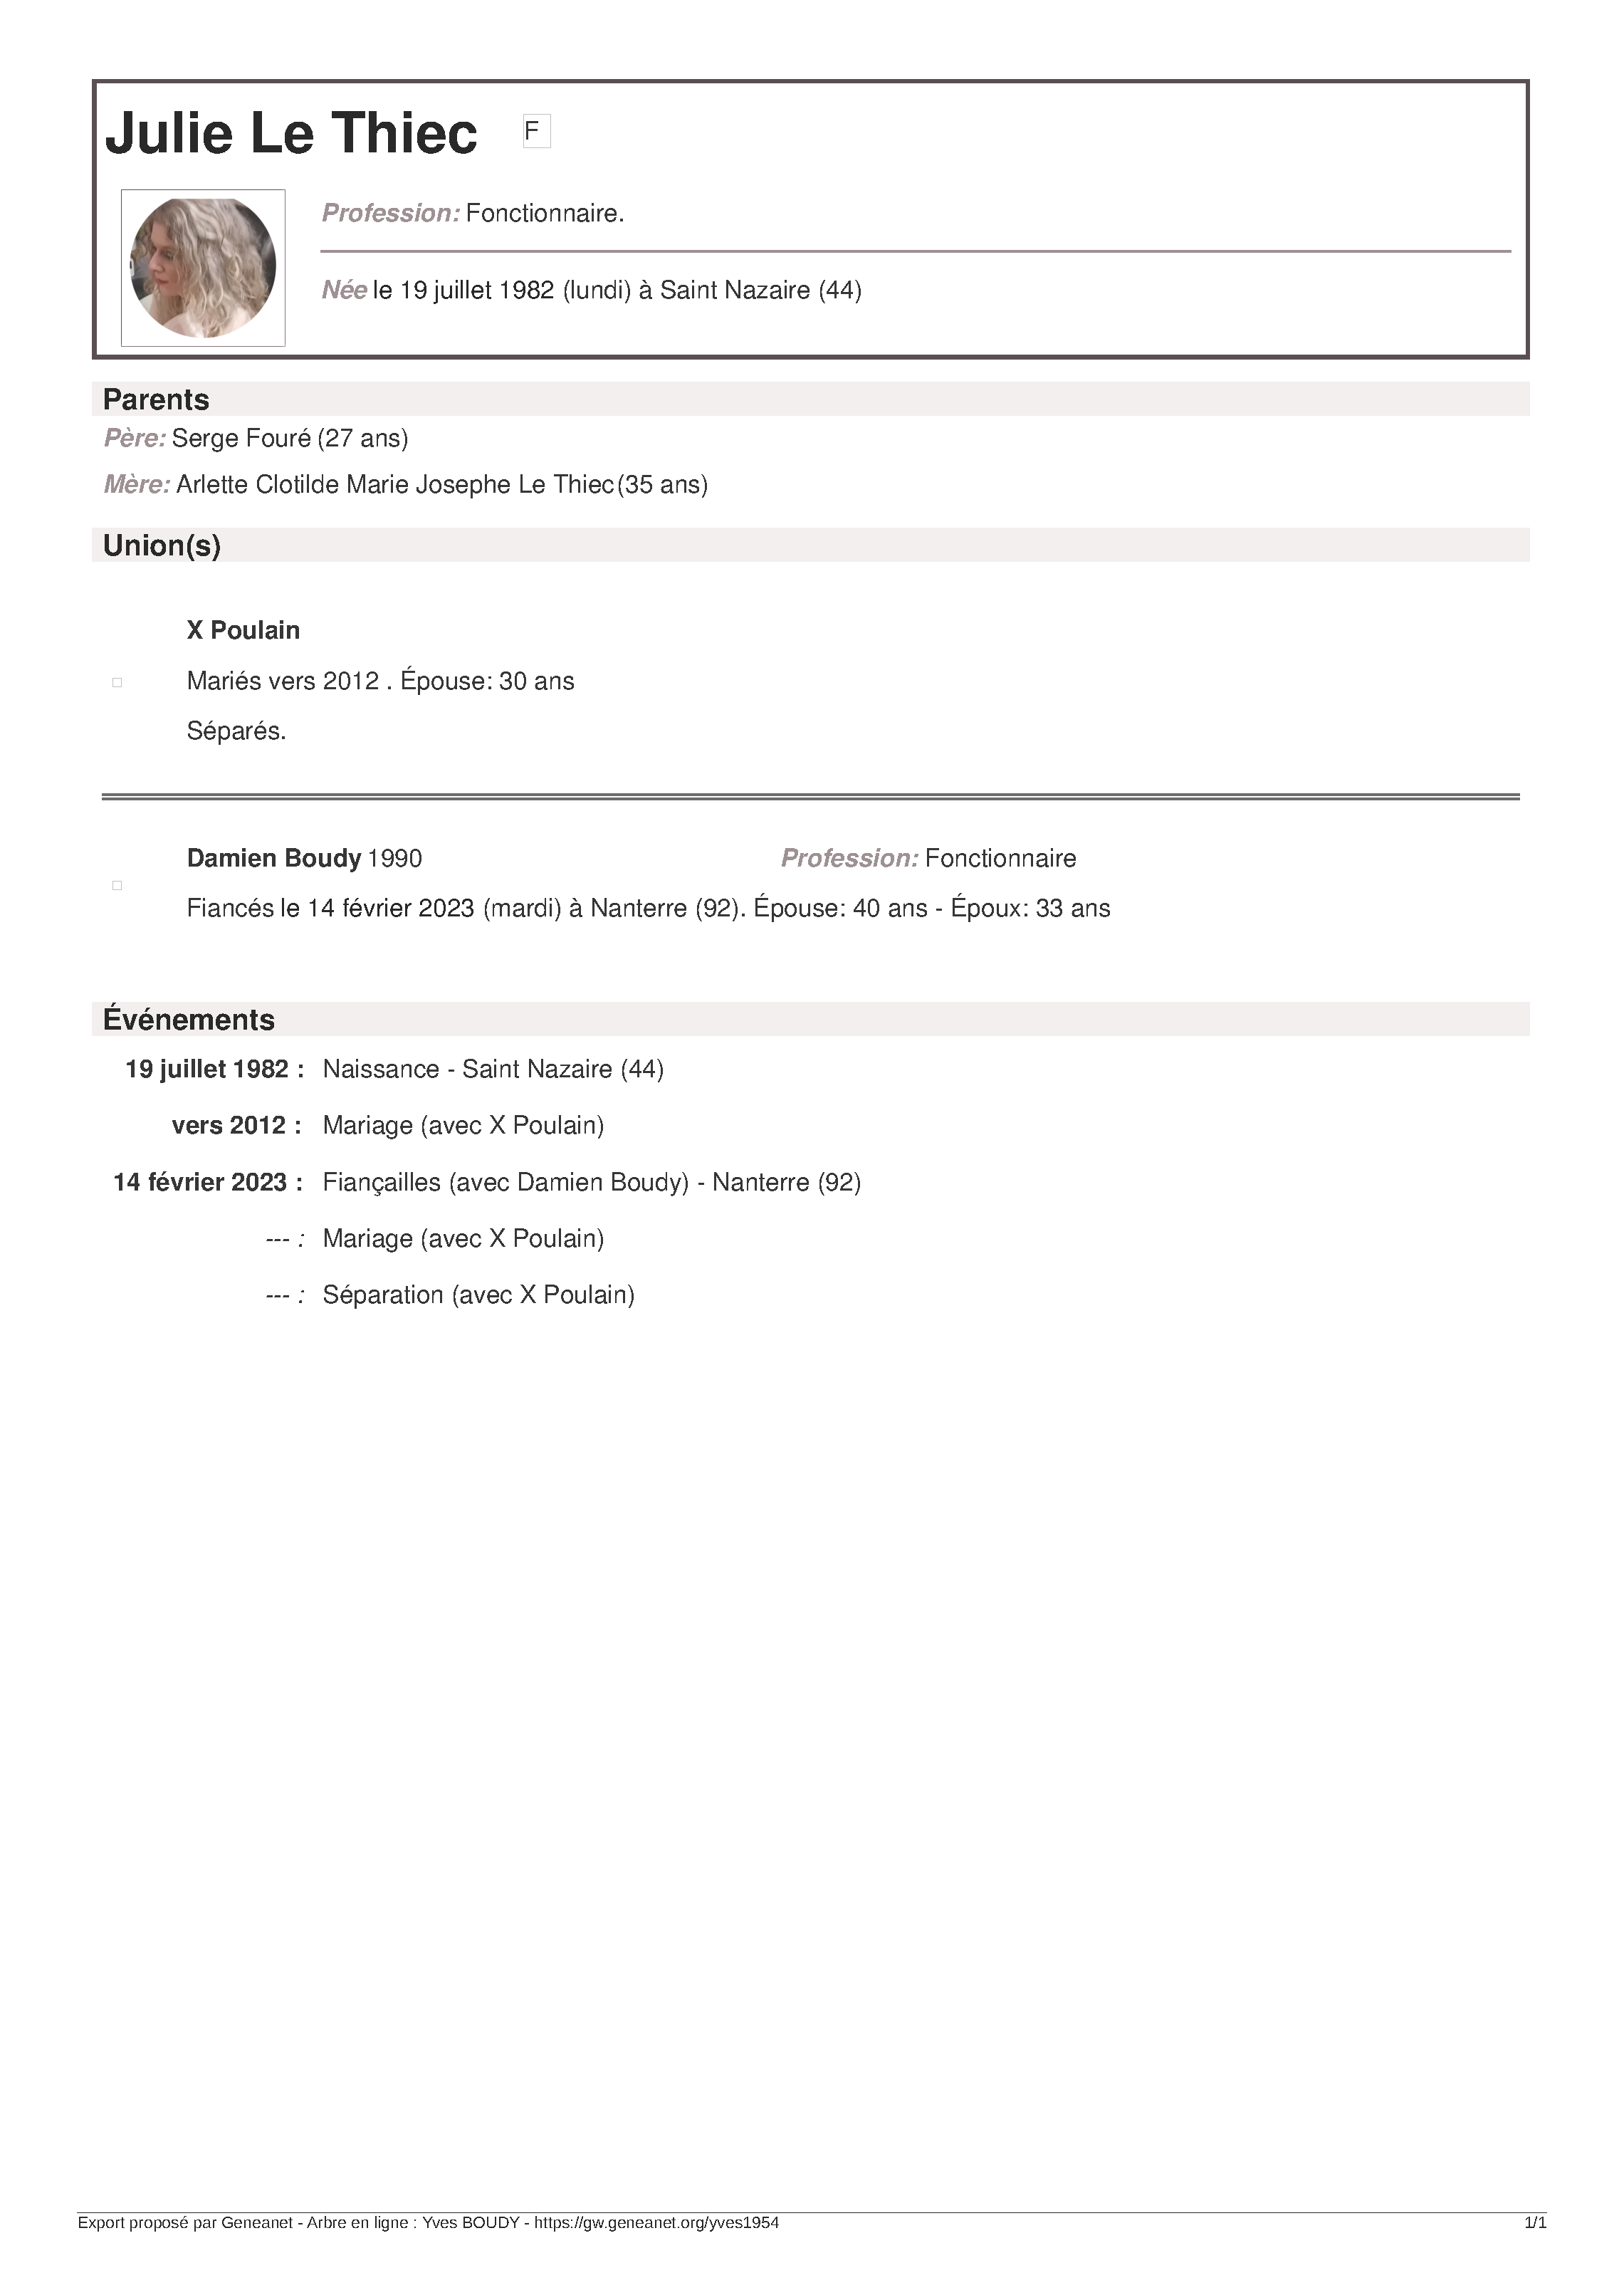 Julie Le Thiec F
Profession: Fonctionnaire.
Née le 19 juillet 1982 (lundi) à Saint Nazaire (44)
Parents
Père: Serge Fouré (27 ans)
Mère: Arlette Clotilde Marie Josephe Le Thiec (35 ans)
Union(s)
X Poulain
Mariés vers 2012 . Épouse: 30 ans
Séparés.
Damien Boudy 1990 Profession: Fonctionnaire
Fiancés le 14 février 2023 (mardi) à Nanterre (92). Épouse: 40 ans - Époux: 33 ans
Événements
19 juillet 1982 : Naissance - Saint Nazaire (44)
vers 2012 : Mariage (avec X Poulain)
14 février 2023 : Fiançailles (avec Damien Boudy) - Nanterre (92)
--- : Mariage (avec X Poulain)
--- : Séparation (avec X Poulain)
Export proposé par Geneanet - Arbre en ligne : Yves BOUDY - https://gw.geneanet.org/yves1954 1/1